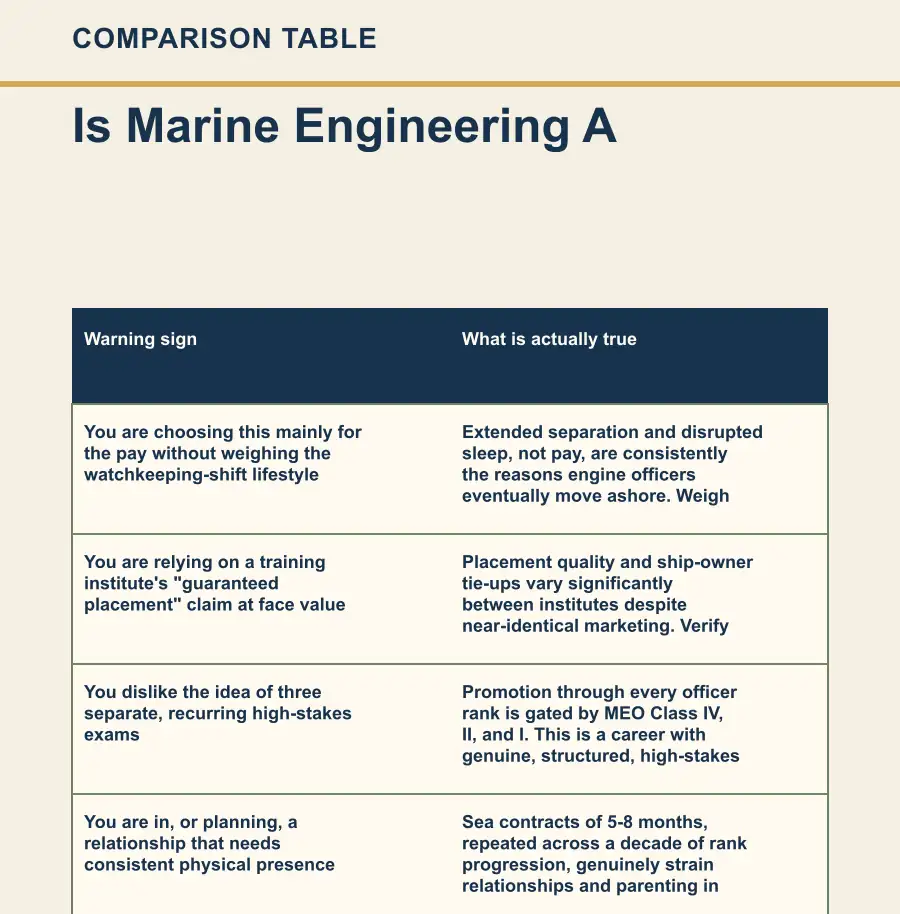 COMPARISON TABLE
Is Marine Engineering A
Warning sign
What is actually true
You are choosing this mainly for
the pay without weighing the
watchkeeping-shift lifestyle
Extended separation and disrupted
sleep, not pay, are consistently
the reasons engine officers
eventually move ashore. Weigh
You are relying on a training
institute's "guaranteed
placement" claim at face value
Placement quality and ship-owner
tie-ups vary significantly
between institutes despite
near-identical marketing. Verify
You dislike the idea of three
separate, recurring high-stakes
exams
Promotion through every officer
rank is gated by MEO Class IV,
II, and I. This is a career with
genuine, structured, high-stakes
You are in, or planning, a
relationship that needs
consistent physical presence
Sea contracts of 5-8 months,
repeated across a decade of rank
progression, genuinely strain
relationships and parenting in